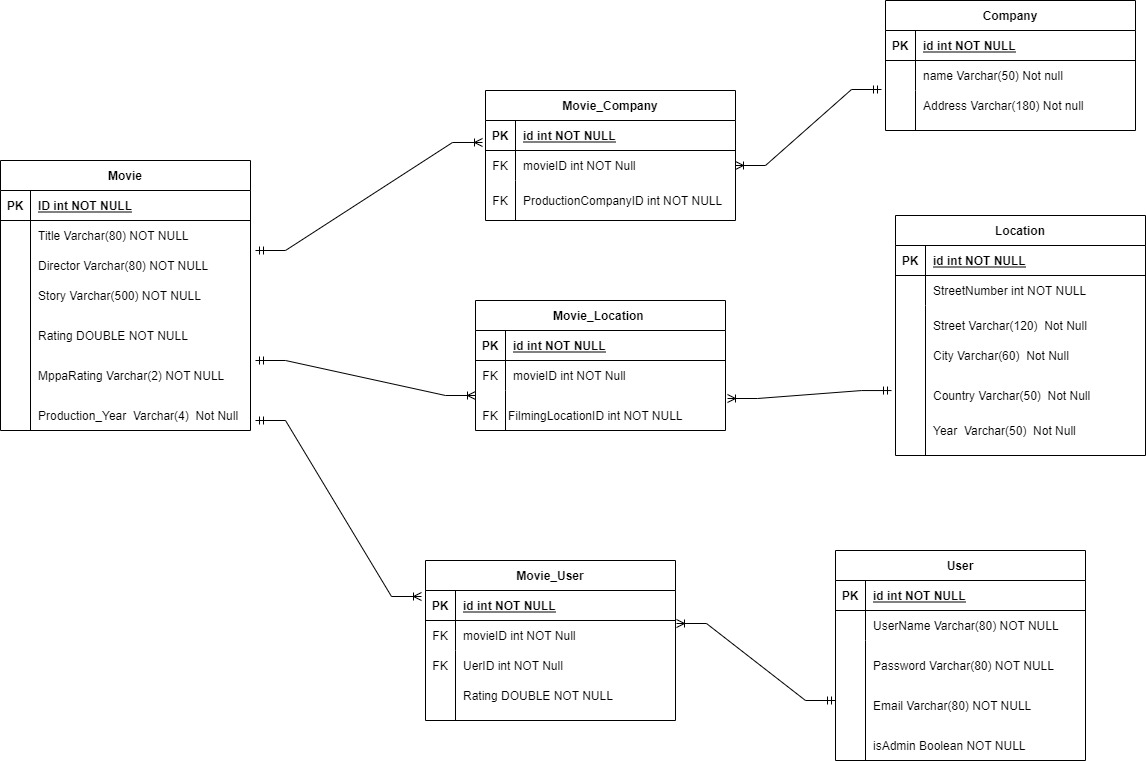 Company
PK id int NOT NULL
name Varchar(50) Not null
Address Varchar(180) Not null
Movie_Company
PK id int NOT NULL
FK movieID int NOT Null
FK ProductionCompanyID int NOT NULL
Movie
PK ID int NOT NULL
Title Varchar(80) NOT NULL
Director Varchar(80) NOT NULL
Story Varchar(500) NOT NULL
Rating DOUBLE NOT NULL
MppaRating Varchar(2) NOT NULL
Production_Year Varchar(4) Not Null
Location
PK id int NOT NULL
StreetNumber int NOT NULL
Street Varchar(120) Not Null
City Varchar(60) Not Null
Country Varchar(50) Not Null
Year Varchar(50) Not Null
Movie_Location
PK id int NOT NULL
FK movieID int NOT Null
FK FilmingLocationID int NOT NULL
Movie_User
PK id int NOT NULL
FK movieID int NOT Null
FK UerID int NOT Null
Rating DOUBLE NOT NULL
User
PK id int NOT NULL
UserName Varchar(80) NOT NULL
Password Varchar(80) NOT NULL
Email Varchar(80) NOT NULL
isAdmin Boolean NOT NULL